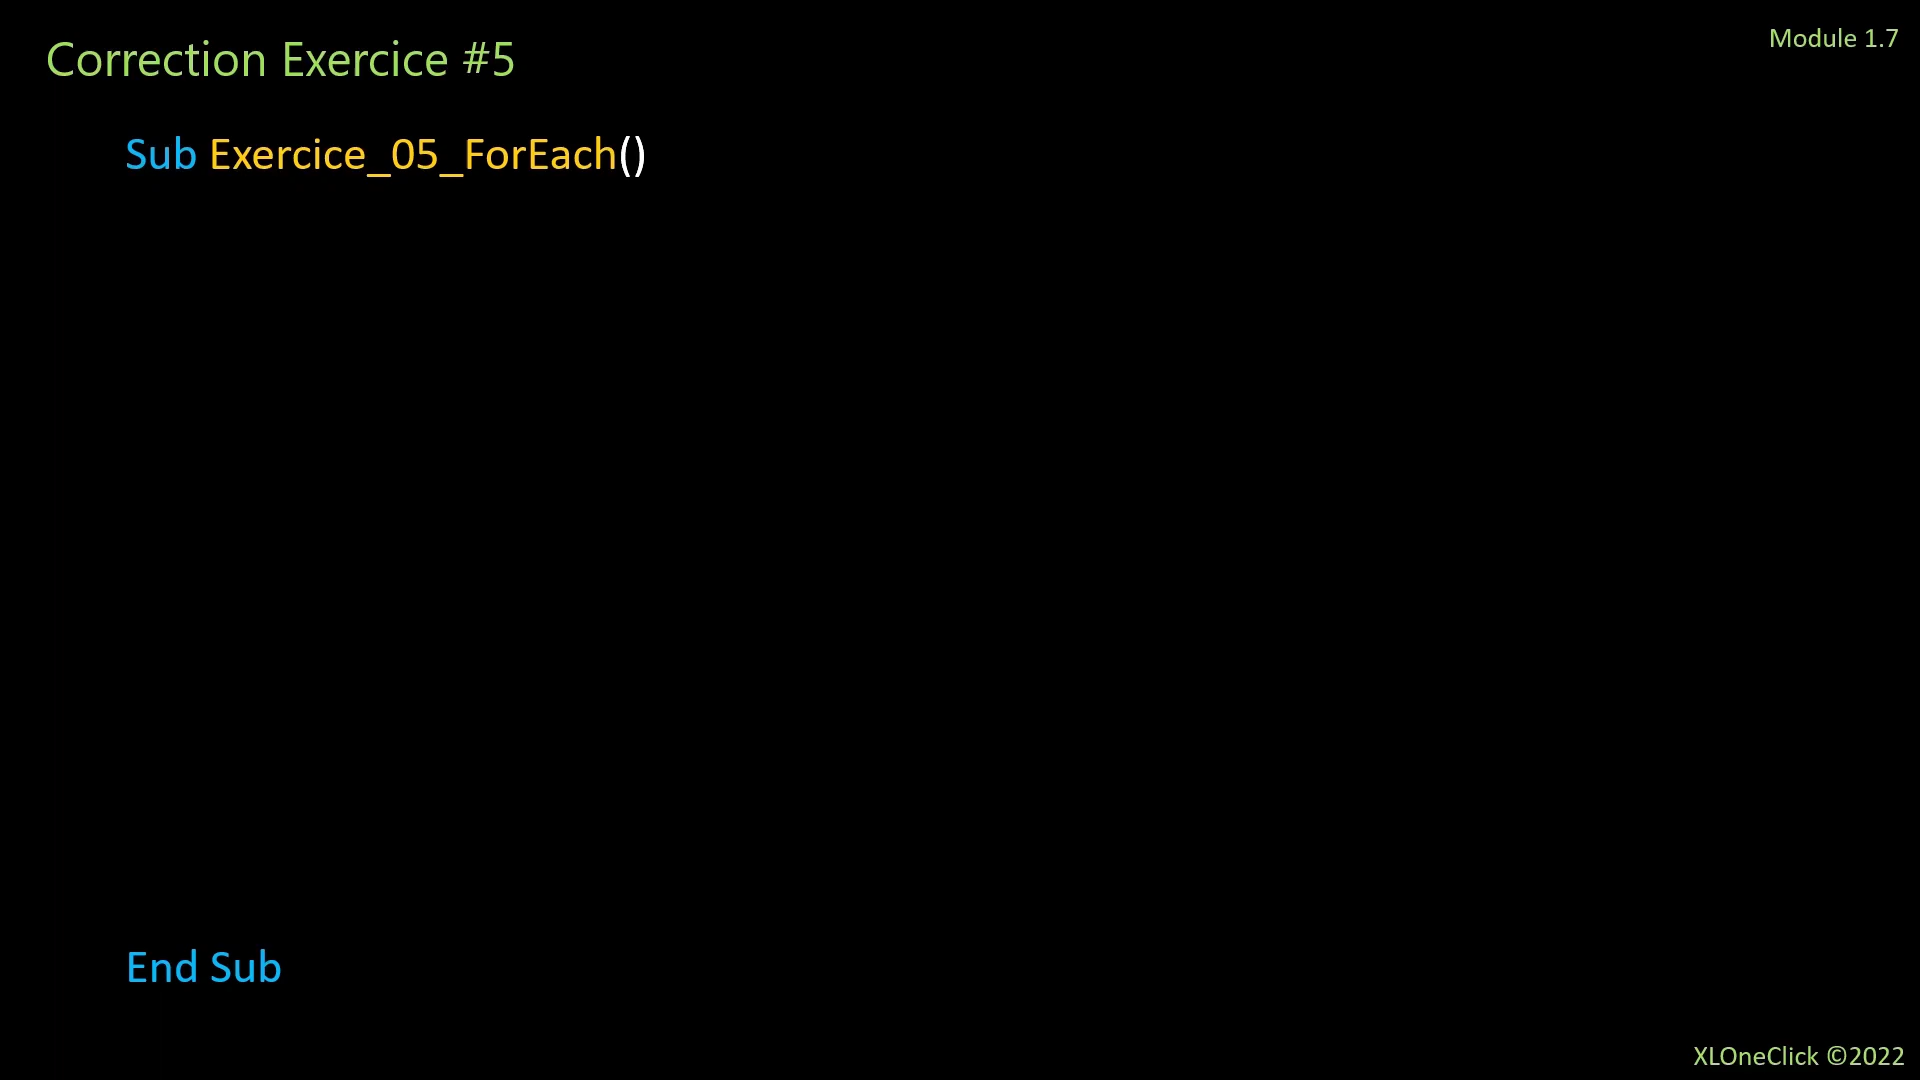 Correction Exercice #5
Module 1.7
Sub Exercice_05_ForEach()
End Sub
XLOneClick ©2022